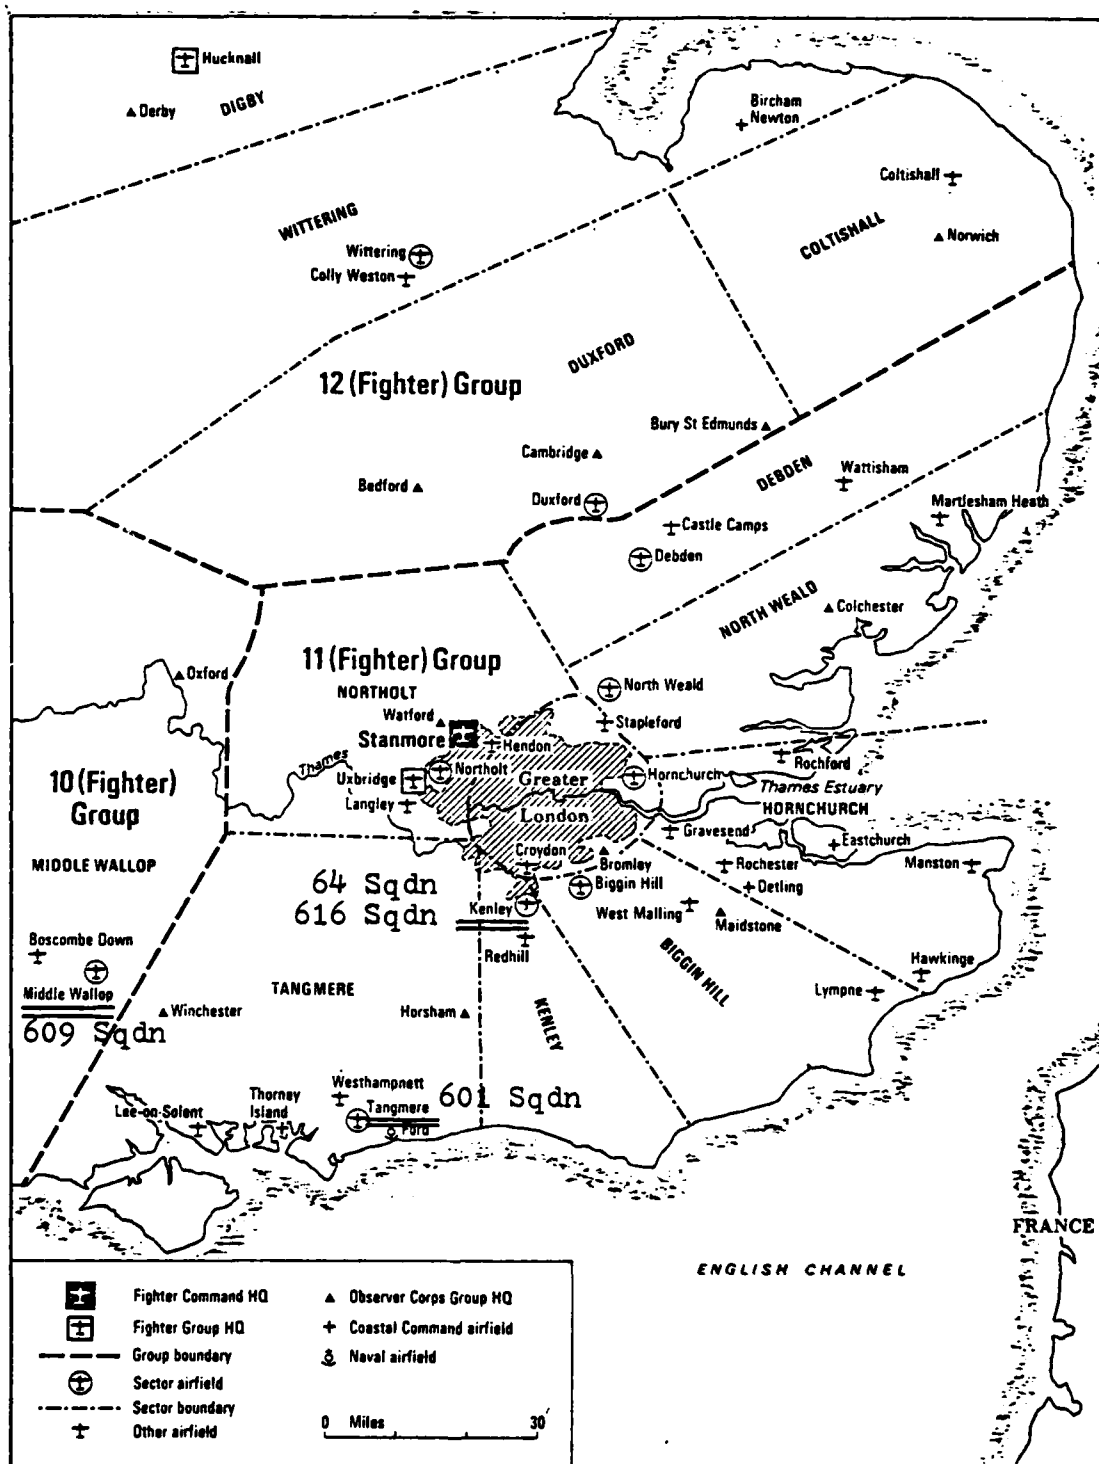 Hucknall
Derby
DIGBY
Bircham
Newton
Coltishall
COLTISHALL
Norwich
WITTERING
Wittering
Colly Weston
DUXFORD
12 (Fighter) Group
Bury St Edmunds
Cambridge
Bedford
Duxford
DEBDEN
Wattisham
Martlesham Heath
Castle Camps
Debden
NORTH WEALD
Colchester
11 (Fighter) Group
Oxford
NORTHOLT
North Weald
Watford
Stapleford
Stanmore
Hendon
Thames
Rochford
10 (Fighter)
Group
Uxbridge
Northolt
Greater
London
Hornchurch
Thames Estuary
HORNCHURCH
Langley
Gravesend
Eastchurch
MIDDLE WALLOP
Croydon
Bromley
Rochester
Manston
64 Sqdn
616 Sqdn
Biggin Hill
Detling
Kenley
West Malling
Maidstone
Boscombe Down
Redhill
BIGGIN HILL
Hawkinge
Middle Wallop
TANGMERE
Lympne
609 Sqdn
Winchester
Horsham
KENLEY
Westhampnett
601 Sqdn
Lee-on-Solent
Thorney
Island
Tangmere
Ford
FRANCE
ENGLISH CHANNEL
Fighter Command HQ
Observer Corps Group HQ
Fighter Group HQ
Coastal Command airfield
Group boundary
Naval airfield
Sector airfield
Sector boundary
Other airfield
0 Miles 30